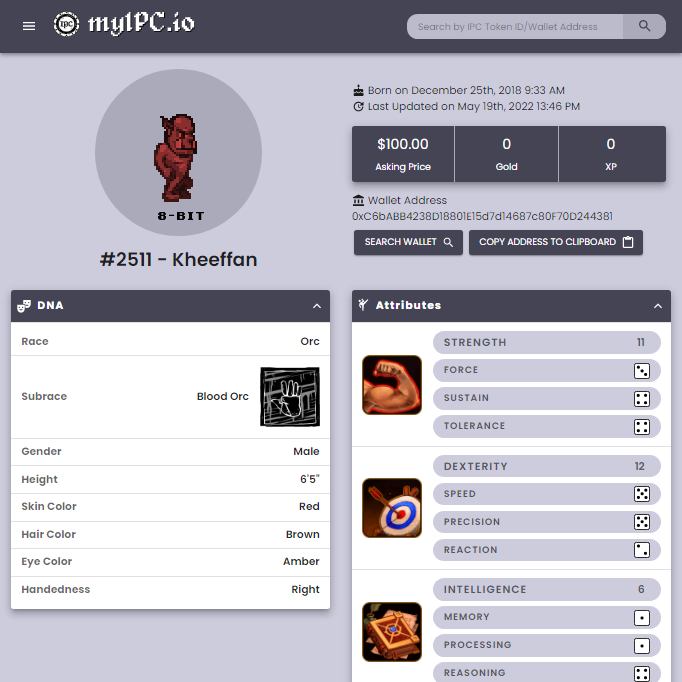 IPC
myIPC.io
Search by IPC Token ID/Wallet Address
8-BIT
#2511 - Kheeffan
Born on December 25th, 2018 9:33 AM
Last Updated on May 19th, 2022 13:46 PM
$100.00
Asking Price
0
Gold
0
XP
Wallet Address
0xC6bABB4238D18801E15d7d14687c80F70D244381
SEARCH WALLET
COPY ADDRESS TO CLIPBOARD
DNA
Race Orc
Subrace Blood Orc
Gender Male
Height 6'5"
Skin Color Red
Hair Color Brown
Eye Color Amber
Handedness Right
Attributes
STRENGTH 11
FORCE
SUSTAIN
TOLERANCE
DEXTERITY 12
SPEED
PRECISION
REACTION
INTELLIGENCE 6
MEMORY
PROCESSING
REASONING